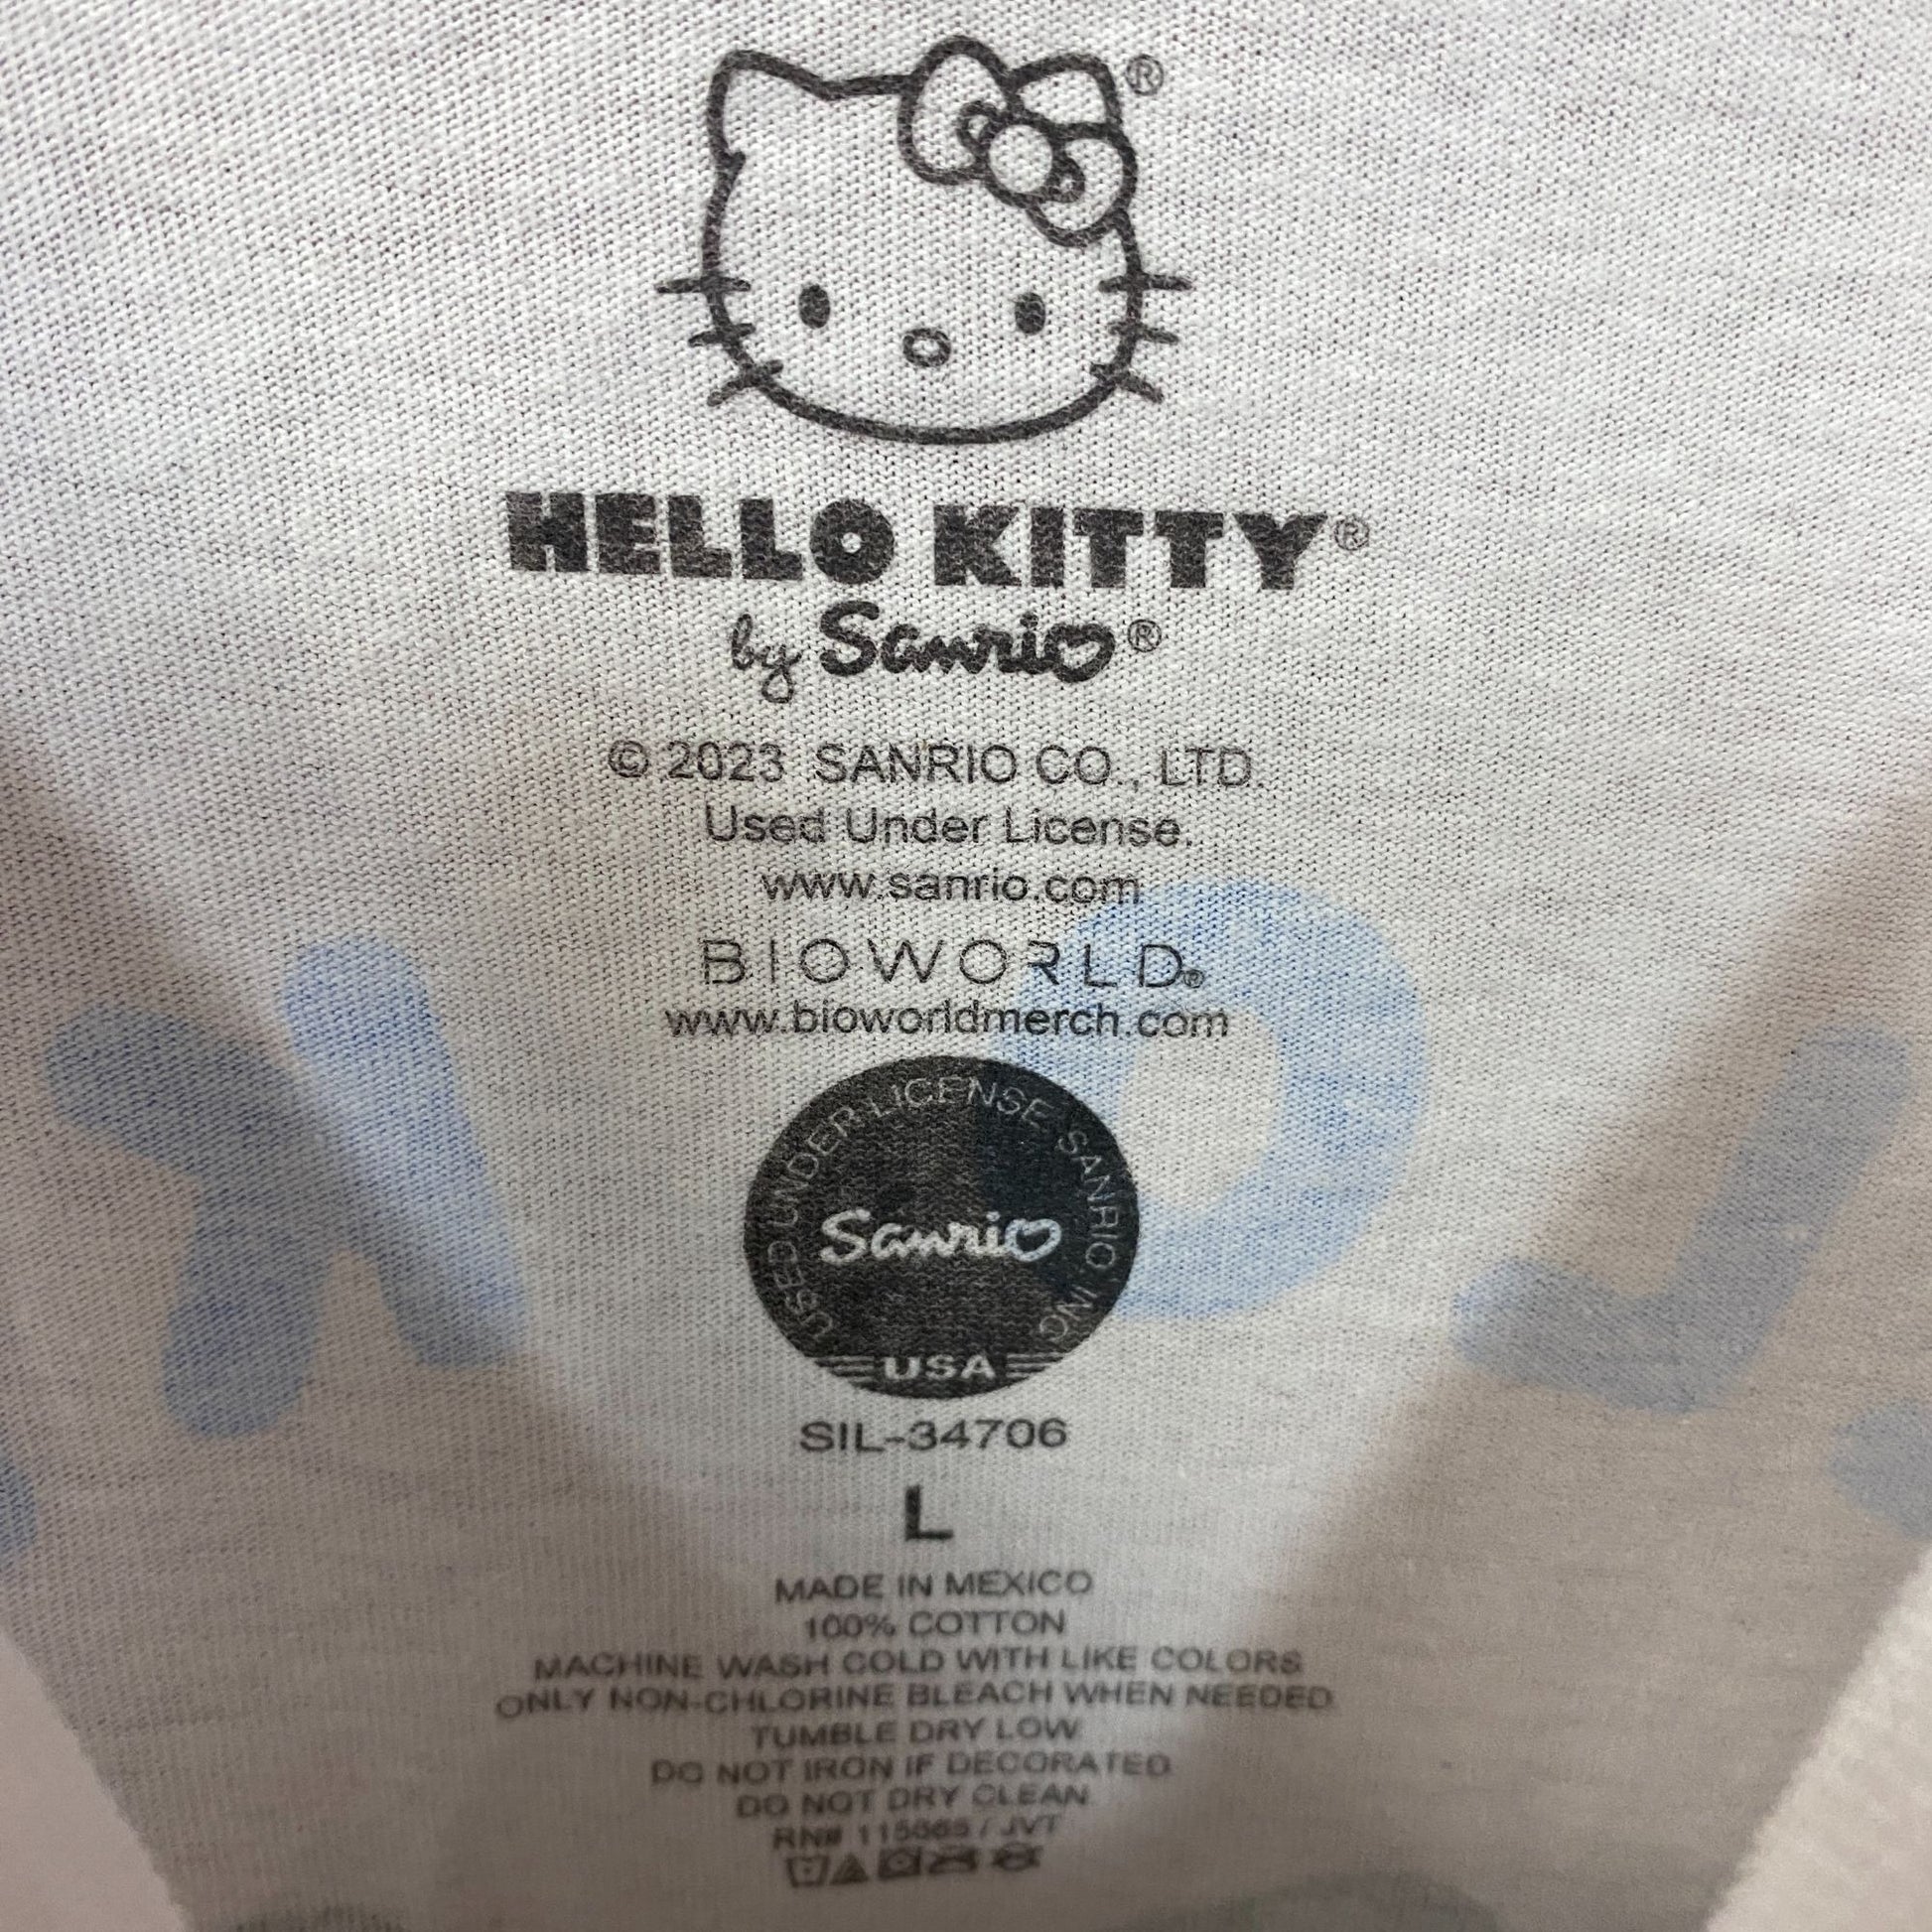 ®
HELLO KITTY®
by Sanrio®
© 2023 SANRIO CO., LTD.
Used Under License.
www.sanrio.com
BIOWORLD®
www.bioworldmerch.com
USED UNDER LICENSE SANRIO, INC.
Sanrio
USA
SIL-34706
L
MADE IN MEXICO
100% COTTON
MACHINE WASH COLD WITH LIKE COLORS
ONLY NON-CHLORINE BLEACH WHEN NEEDED
TUMBLE DRY LOW
DO NOT IRON IF DECORATED
DO NOT DRY CLEAN
RN# / JVT